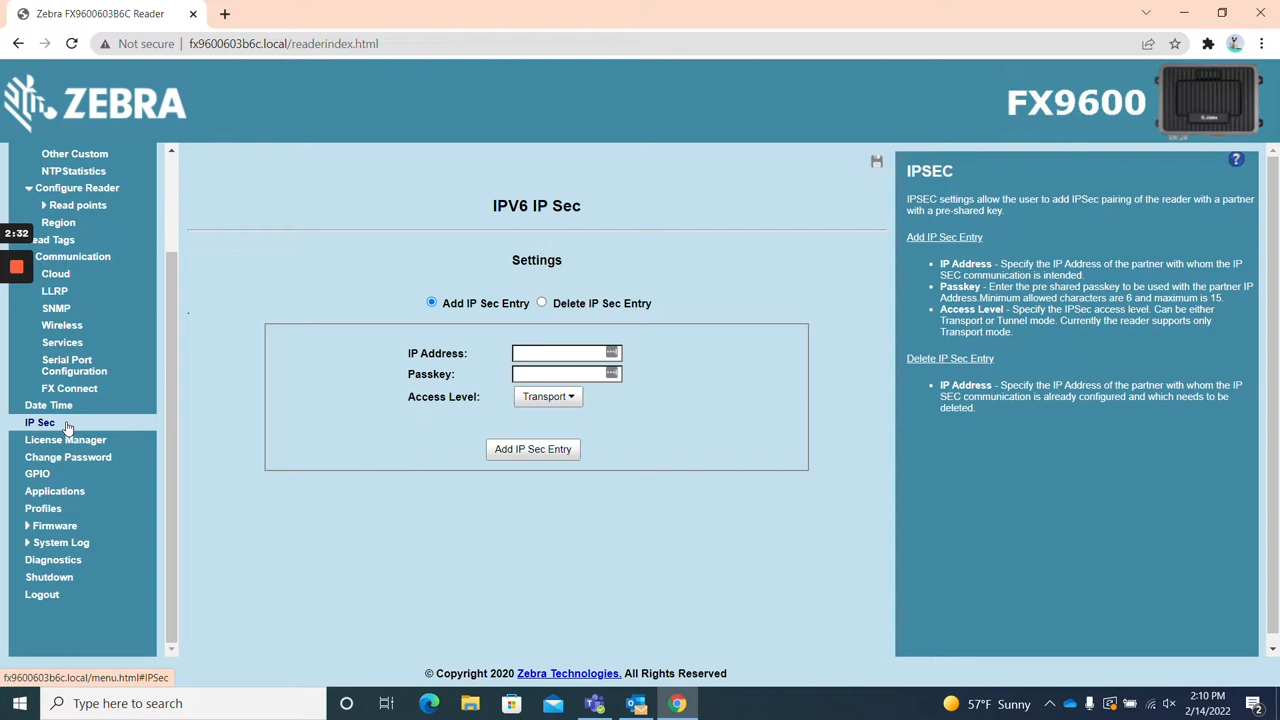 Zebra FX9600603B6C Reader
Not secure
fx9600603b6c.local/readerindex.html
ZEBRA
FX9600
Other Custom
NTPStatistics
Configure Reader
Read points
Region
ead Tags
Communication
Cloud
LLRP
SNMP
Wireless
Services
Serial Port
Configuration
FX Connect
Date Time
IP Sec
License Manager
Change Password
GPIO
Applications
Profiles
Firmware
System Log
Diagnostics
Shutdown
Logout
2:32
IPV6 IP Sec
Settings
Add IP Sec Entry
Delete IP Sec Entry
IP Address:
Passkey:
Access Level:
Transport
Add IP Sec Entry
IPSEC
IPSEC settings allow the user to add IPSec pairing of the reader with a partner
with a pre-shared key.
Add IP Sec Entry
• IP Address - Specify the IP Address of the partner with whom the IP
SEC communication is intended.
• Passkey - Enter the pre shared passkey to be used with the partner IP
Address.Minimum allowed characters are 6 and maximum is 15.
• Access Level - Specify the IPSec access level. Can be either
Transport or Tunnel mode. Currently the reader supports only
Transport mode.
Delete IP Sec Entry
• IP Address - Specify the IP Address of the partner with whom the IP
SEC communication is already configured and which needs to be
deleted.
© Copyright 2020 Zebra Technologies. All Rights Reserved
fx9600603b6c.local/menu.html#IPSec
Type here to search
57°F Sunny
2:10 PM
2/14/2022
2